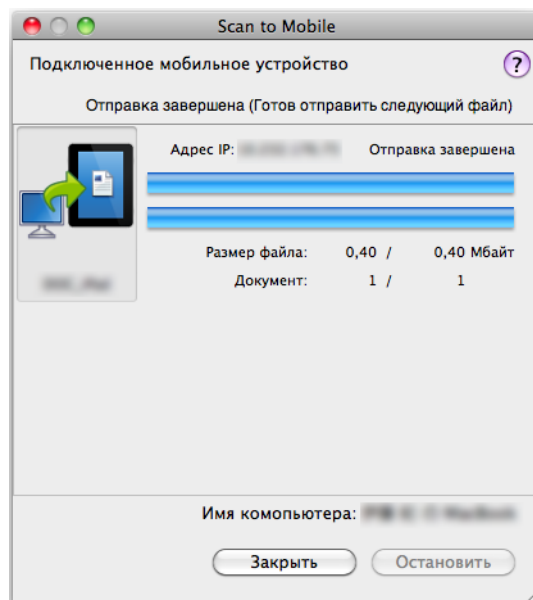 Scan to Mobile
Подключенное мобильное устройство ?
Отправка завершена (Готов отправить следующий файл)
Адрес IP: Отправка завершена
Размер файла: 0,40 / 0,40 Мбайт
Документ: 1 / 1
Имя комопьютера:
Закрыть Остановить